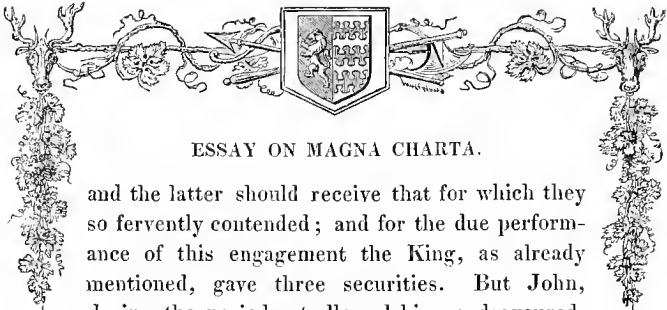 ESSAY ON MAGNA CHARTA.
and the latter should receive that for which they
so fervently contended; and for the due perform-
ance of this engagement the King, as already
mentioned, gave three securities. But John,